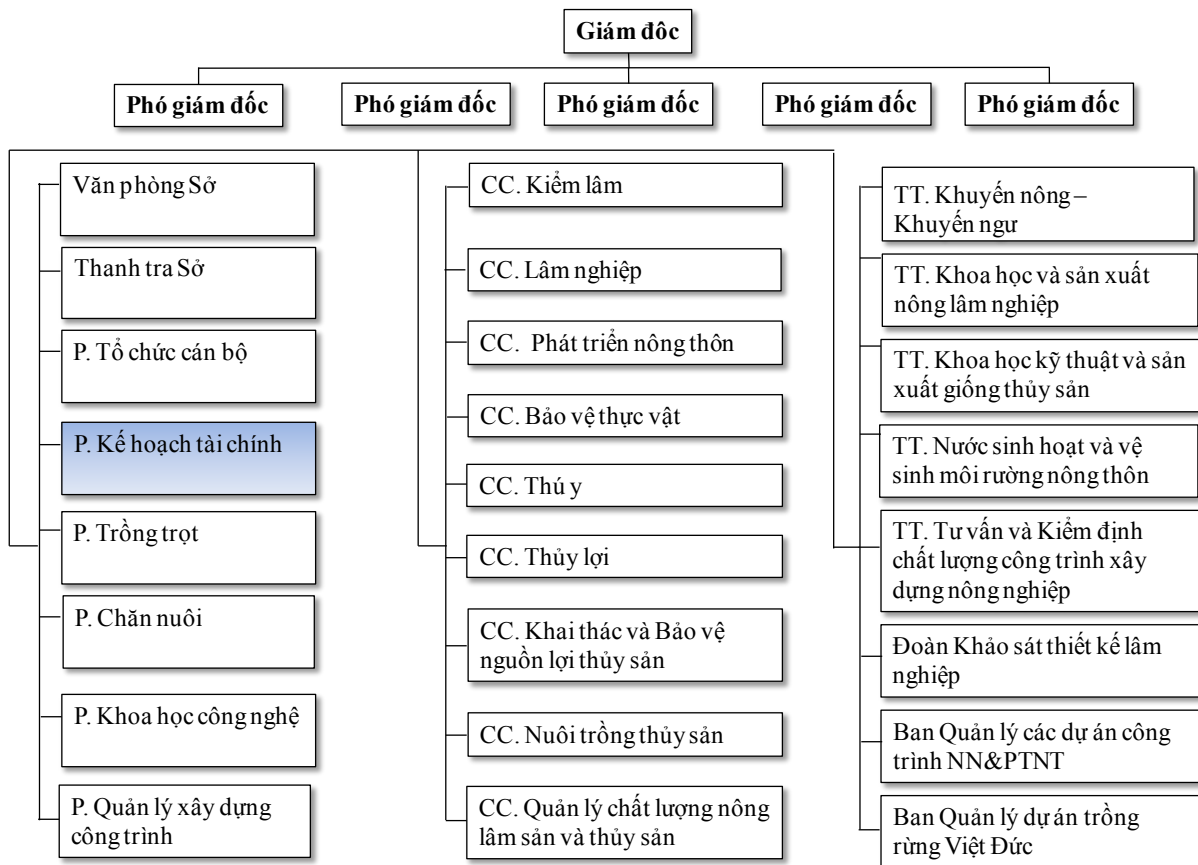 Giám đôc
Phó giám đốc
Phó giám đốc
Phó giám đốc
Phó giám đốc
Phó giám đốc
Văn phòng Sở
Thanh tra Sở
P. Tổ chức cán bộ
P. Kế hoạch tài chính
P. Trồng trọt
P. Chăn nuôi
P. Khoa học công nghệ
P. Quản lý xây dựng
công trình
CC. Kiểm lâm
CC. Lâm nghiệp
CC. Phát triển nông thôn
CC. Bảo vệ thực vật
CC. Thú y
CC. Thủy lợi
CC. Khai thác và Bảo vệ
nguồn lợi thủy sản
CC. Nuôi trồng thủy sản
CC. Quản lý chất lượng nông
lâm sản và thủy sản
TT. Khuyến nông –
Khuyến ngư
TT. Khoa học và sản xuất
nông lâm nghiệp
TT. Khoa học kỹ thuật và sản
xuất giống thủy sản
TT. Nước sinh hoạt và vệ
sinh môi rường nông thôn
TT. Tư vấn và Kiểm định
chất lượng công trình xây
dựng nông nghiệp
Đoàn Khảo sát thiết kế lâm
nghiệp
Ban Quản lý các dự án công
trình NN&PTNT
Ban Quản lý dự án trồng
rừng Việt Đức